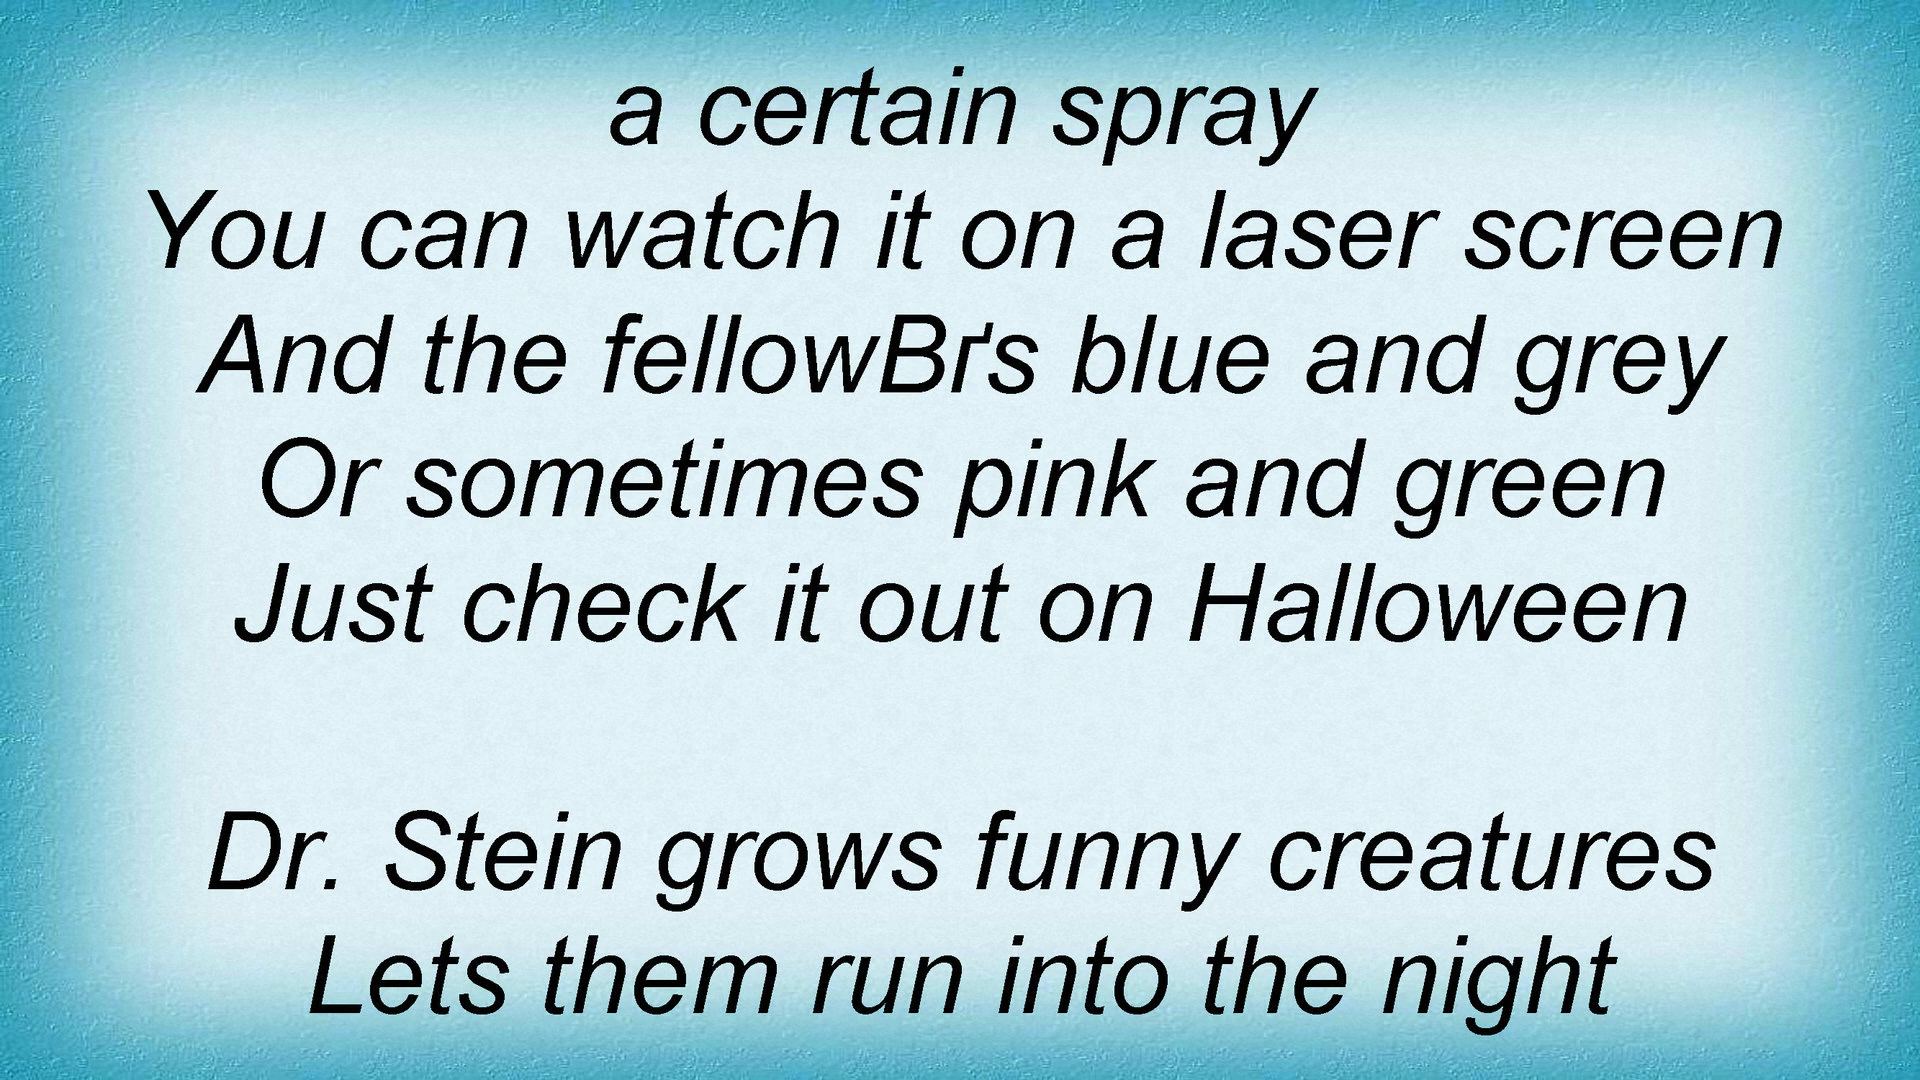 a certain spray
You can watch it on a laser screen
And the fellowBґs blue and grey
Or sometimes pink and green
Just check it out on Halloween
Dr. Stein grows funny creatures
Lets them run into the night